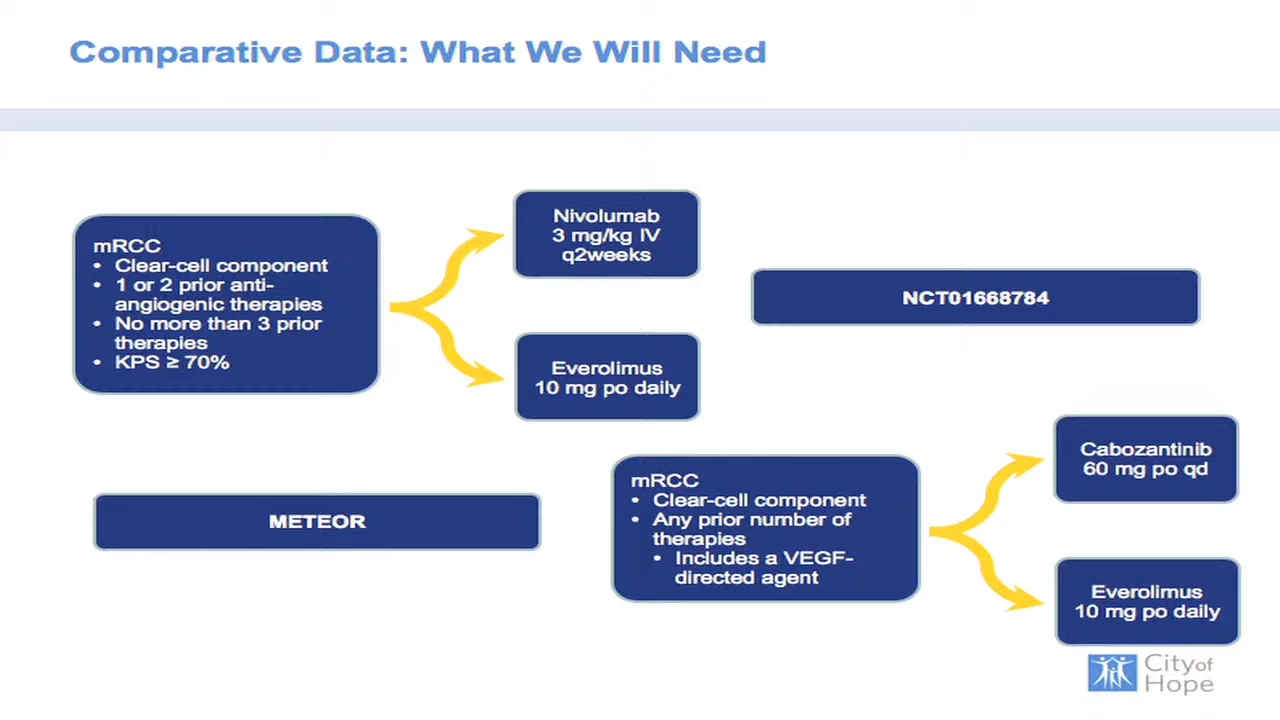 Comparative Data: What We Will Need
mRCC
• Clear-cell component
• 1 or 2 prior anti-
angiogenic therapies
• No more than 3 prior
therapies
• KPS ≥ 70%
Nivolumab
3 mg/kg IV
q2weeks
Everolimus
10 mg po daily
NCT01668784
METEOR
mRCC
• Clear-cell component
• Any prior number of
therapies
• Includes a VEGF-
directed agent
Cabozantinib
60 mg po qd
Everolimus
10 mg po daily
City of
Hope